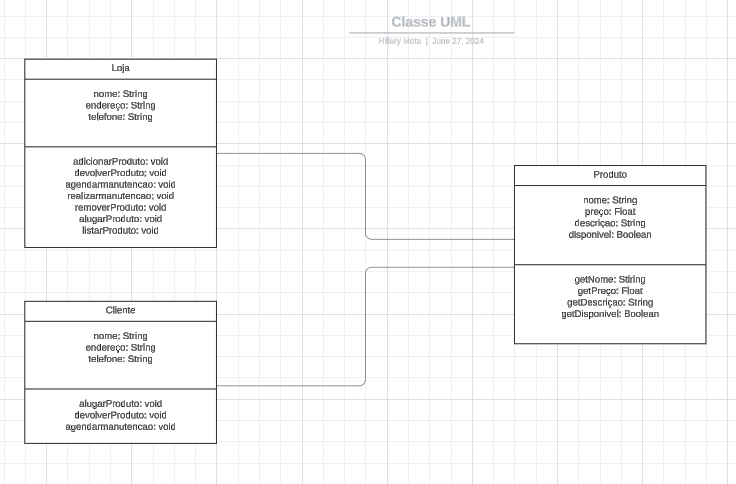 Classe UML
Hillary Mota | June 27, 2024
Loja
nome: String
endereço: String
telefone: String
adicionarProduto: void
devolverProduto: void
agendarmanutencao: void
realizarmanutencao: void
removerProduto: void
alugarProduto: void
listarProduto: void
Produto
nome: String
preço: Float
descriçao: String
disponivel: Boolean
getNome: String
getPreço: Float
getDescriçao: String
getDisponivel: Boolean
Cliente
nome: String
endereço: String
telefone: String
alugarProduto: void
devolverProduto: void
agendarmanutencao: void